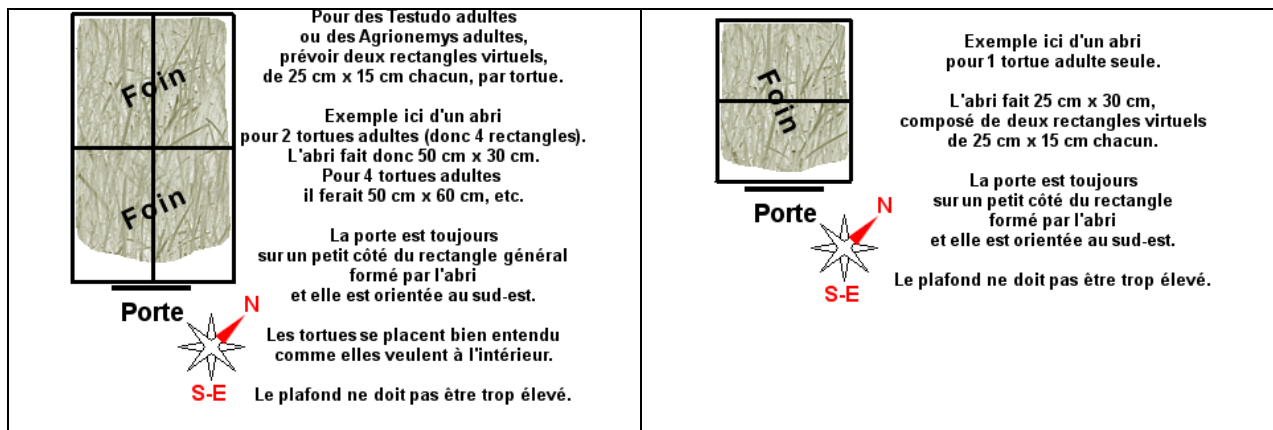 Pour des Testudo adultes
ou des Agrionemys adultes,
prévoir deux rectangles virtuels,
de 25 cm x 15 cm chacun, par tortue.
Exemple ici d'un abri
pour 2 tortues adultes (donc 4 rectangles).
L'abri fait donc 50 cm x 30 cm.
Pour 4 tortues adultes
il ferait 50 cm x 60 cm, etc.
La porte est toujours
sur un petit côté du rectangle général
formé par l'abri
et elle est orientée au sud-est.
Les tortues se placent bien entendu
comme elles veulent à l'intérieur.
Le plafond ne doit pas être trop élevé.
Foin
Foin
Porte
N
S-E
Exemple ici d'un abri
pour 1 tortue adulte seule.
L'abri fait 25 cm x 30 cm,
composé de deux rectangles virtuels
de 25 cm x 15 cm chacun.
La porte est toujours
sur un petit côté du rectangle
formé par l'abri
et elle est orientée au sud-est.
Le plafond ne doit pas être trop élevé.
Foin
Porte
N
S-E